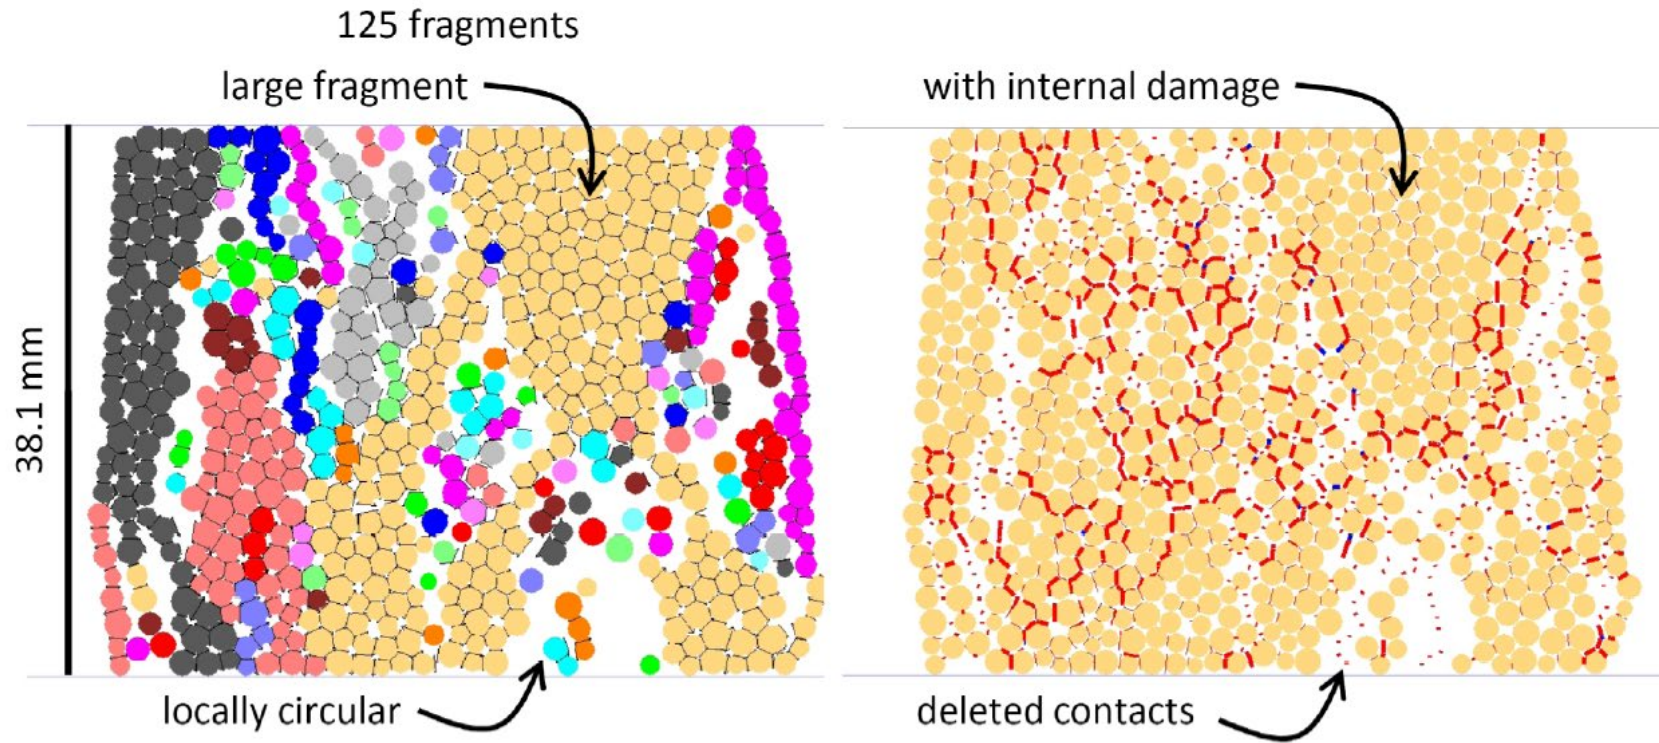 125 fragments
large fragment
with internal damage
38.1 mm
locally circular
deleted contacts